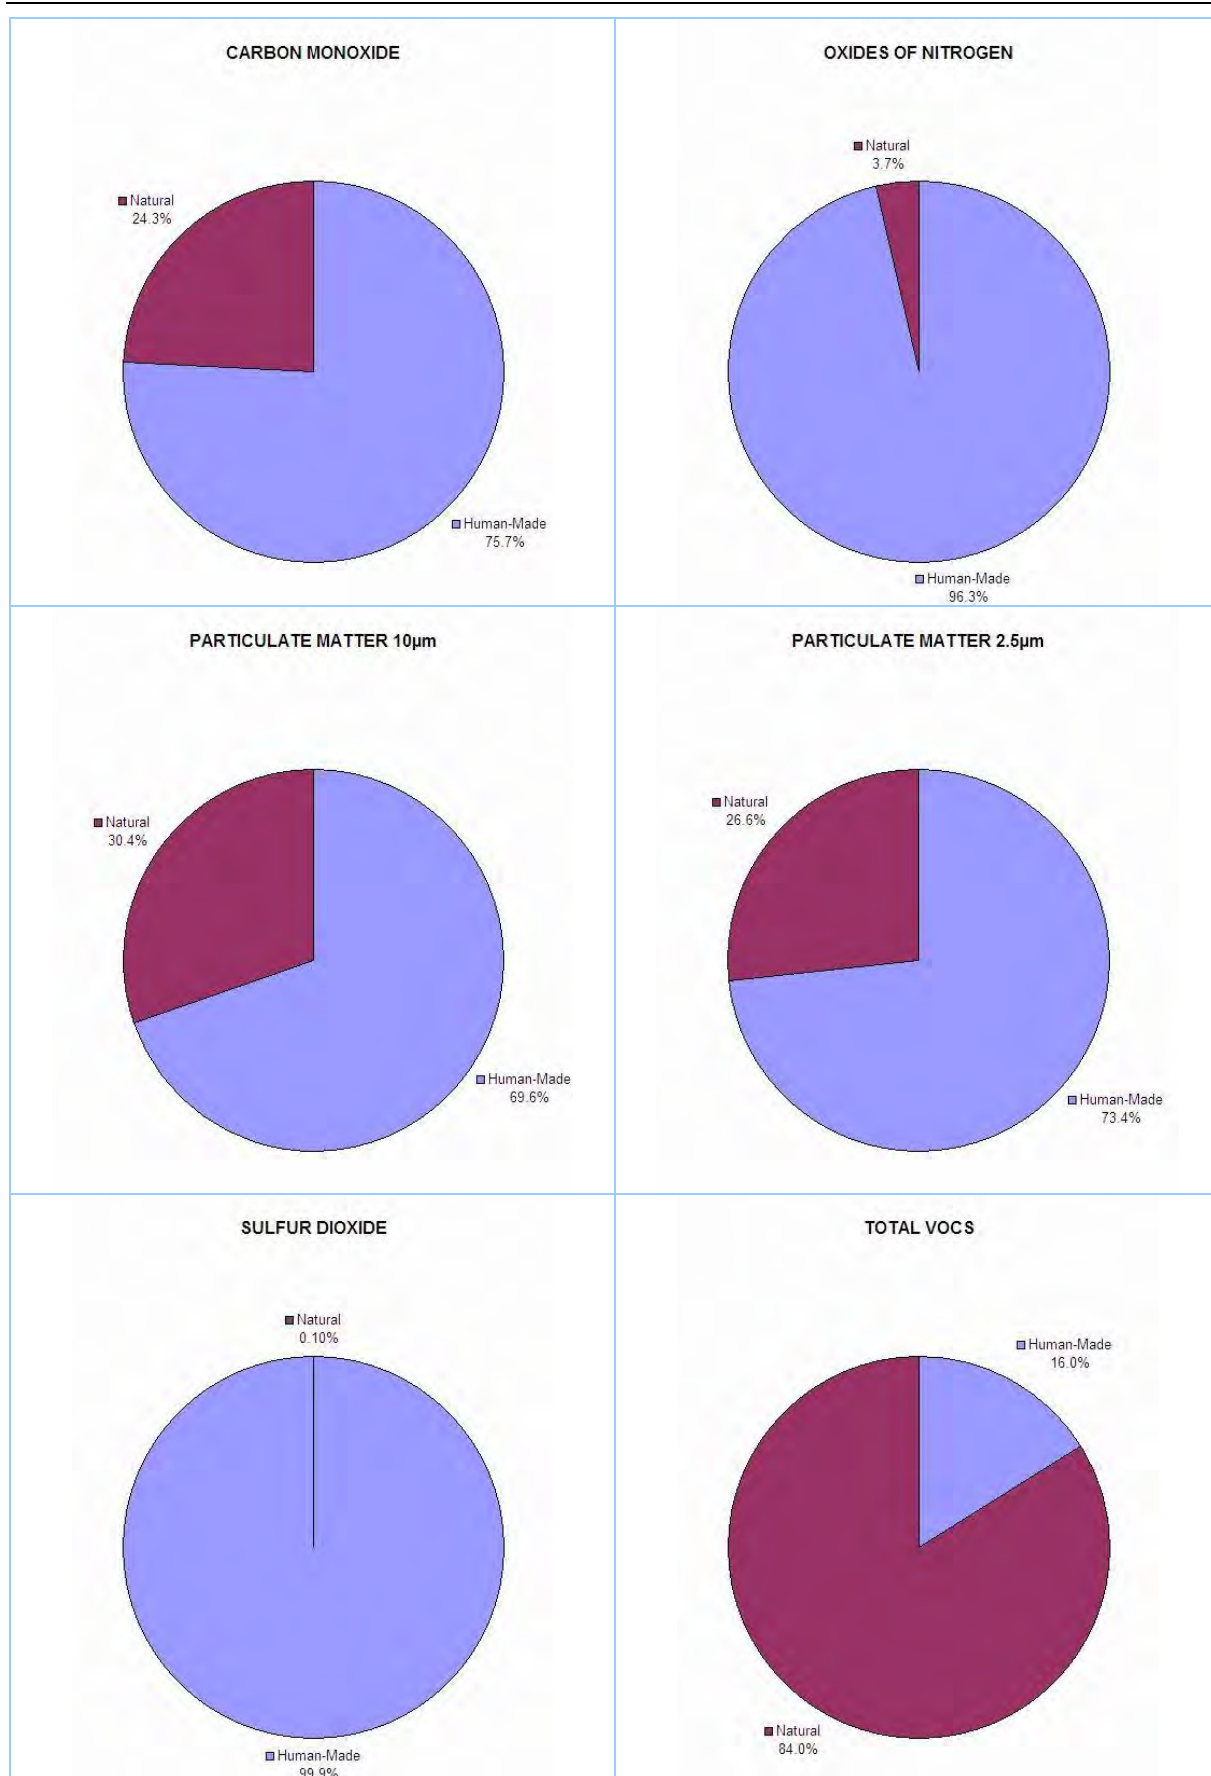 CARBON MONOXIDE
Natural
24.3%
Human-Made
75.7%
OXIDES OF NITROGEN
Natural
3.7%
Human-Made
96.3%
PARTICULATE MATTER 10µm
Natural
30.4%
Human-Made
69.6%
PARTICULATE MATTER 2.5µm
Natural
26.6%
Human-Made
73.4%
SULFUR DIOXIDE
Natural
0.10%
Human-Made
99.9%
TOTAL VOCS
Human-Made
16.0%
Natural
84.0%